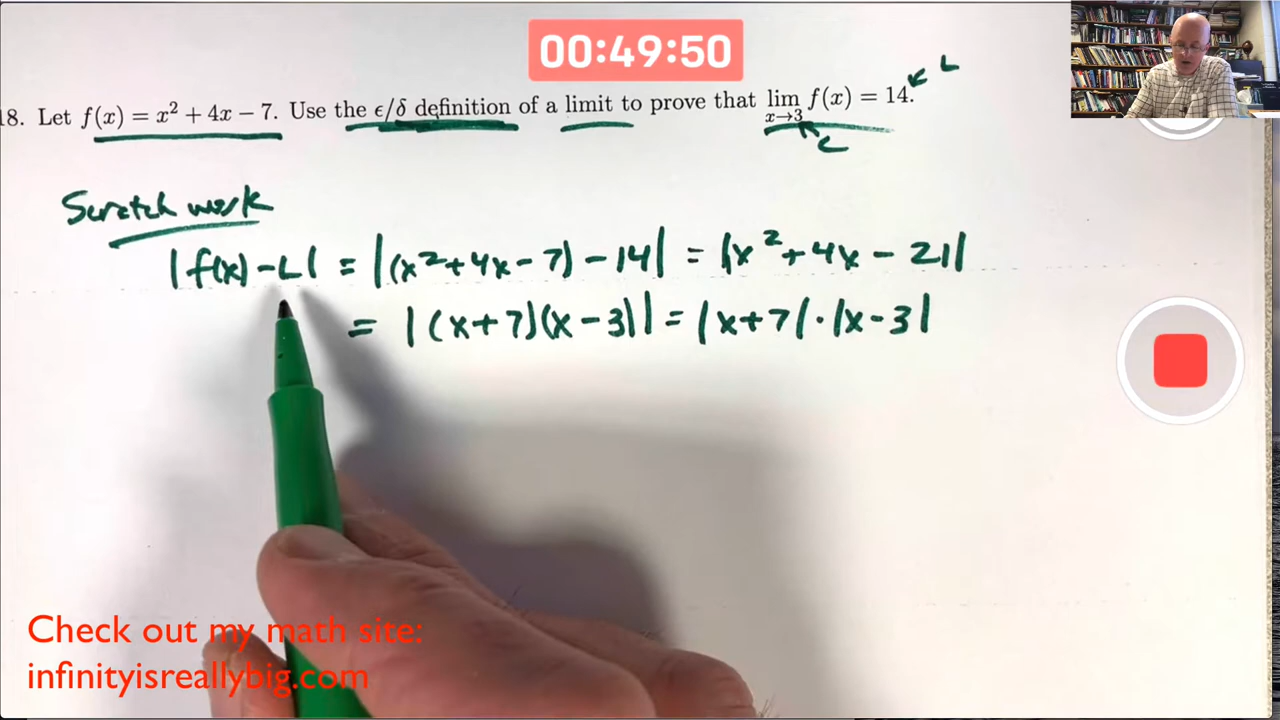 00:49:50
18. Let f(x) = x² + 4x − 7. Use the ϵ/δ definition of a limit to prove that lim x→3 f(x) = 14.
L
c
Scratch work
|f(x) − L| = |(x² + 4x − 7) − 14| = |x² + 4x − 21|
= |(x + 7)(x − 3)| = |x + 7| · |x − 3|
Check out my math site:
infinityisreallybig.com